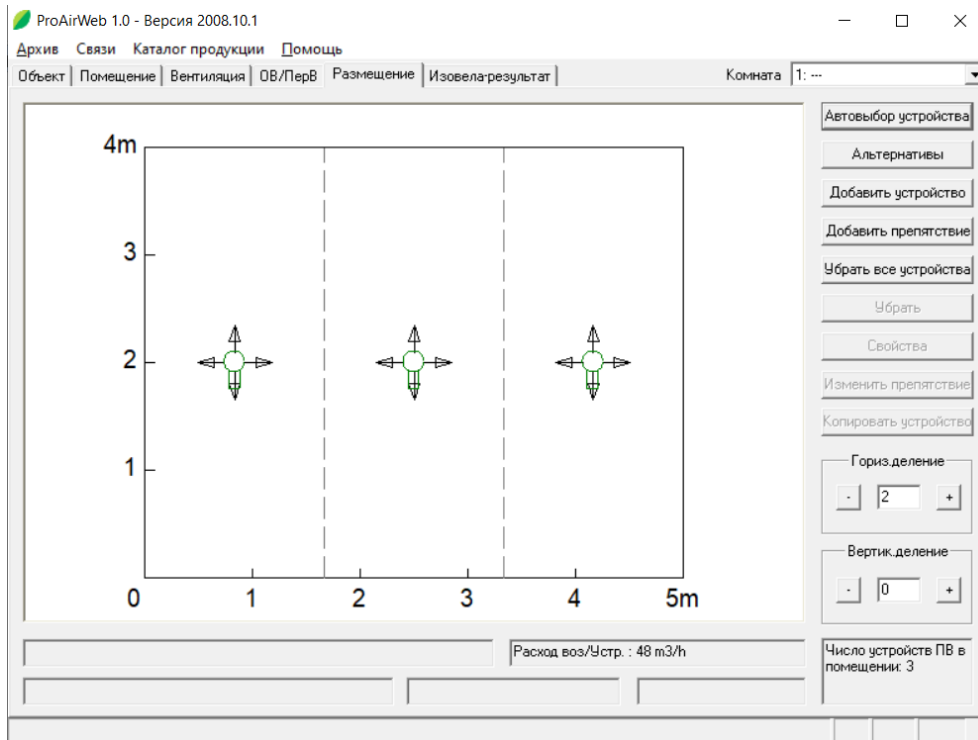 ProAirWeb 1.0 - Версия 2008.10.1
Архив Связи Каталог продукции Помощь
Объект Помещение Вентиляция ОВ/ПерВ Размещение Изовела-результат Комната 1: ---
Автовыбор устройства
Альтернативы
Добавить устройство
Добавить препятствие
Убрать все устройства
Убрать
Свойства
Изменить препятствие
Копировать устройство
Гориз.деление
- 2 +
Вертик.деление
- 0 +
4m
3
2
1
0 1 2 3 4 5m
Расход воз/Устр. : 48 m3/h
Число устройств ПВ в
помещении: 3